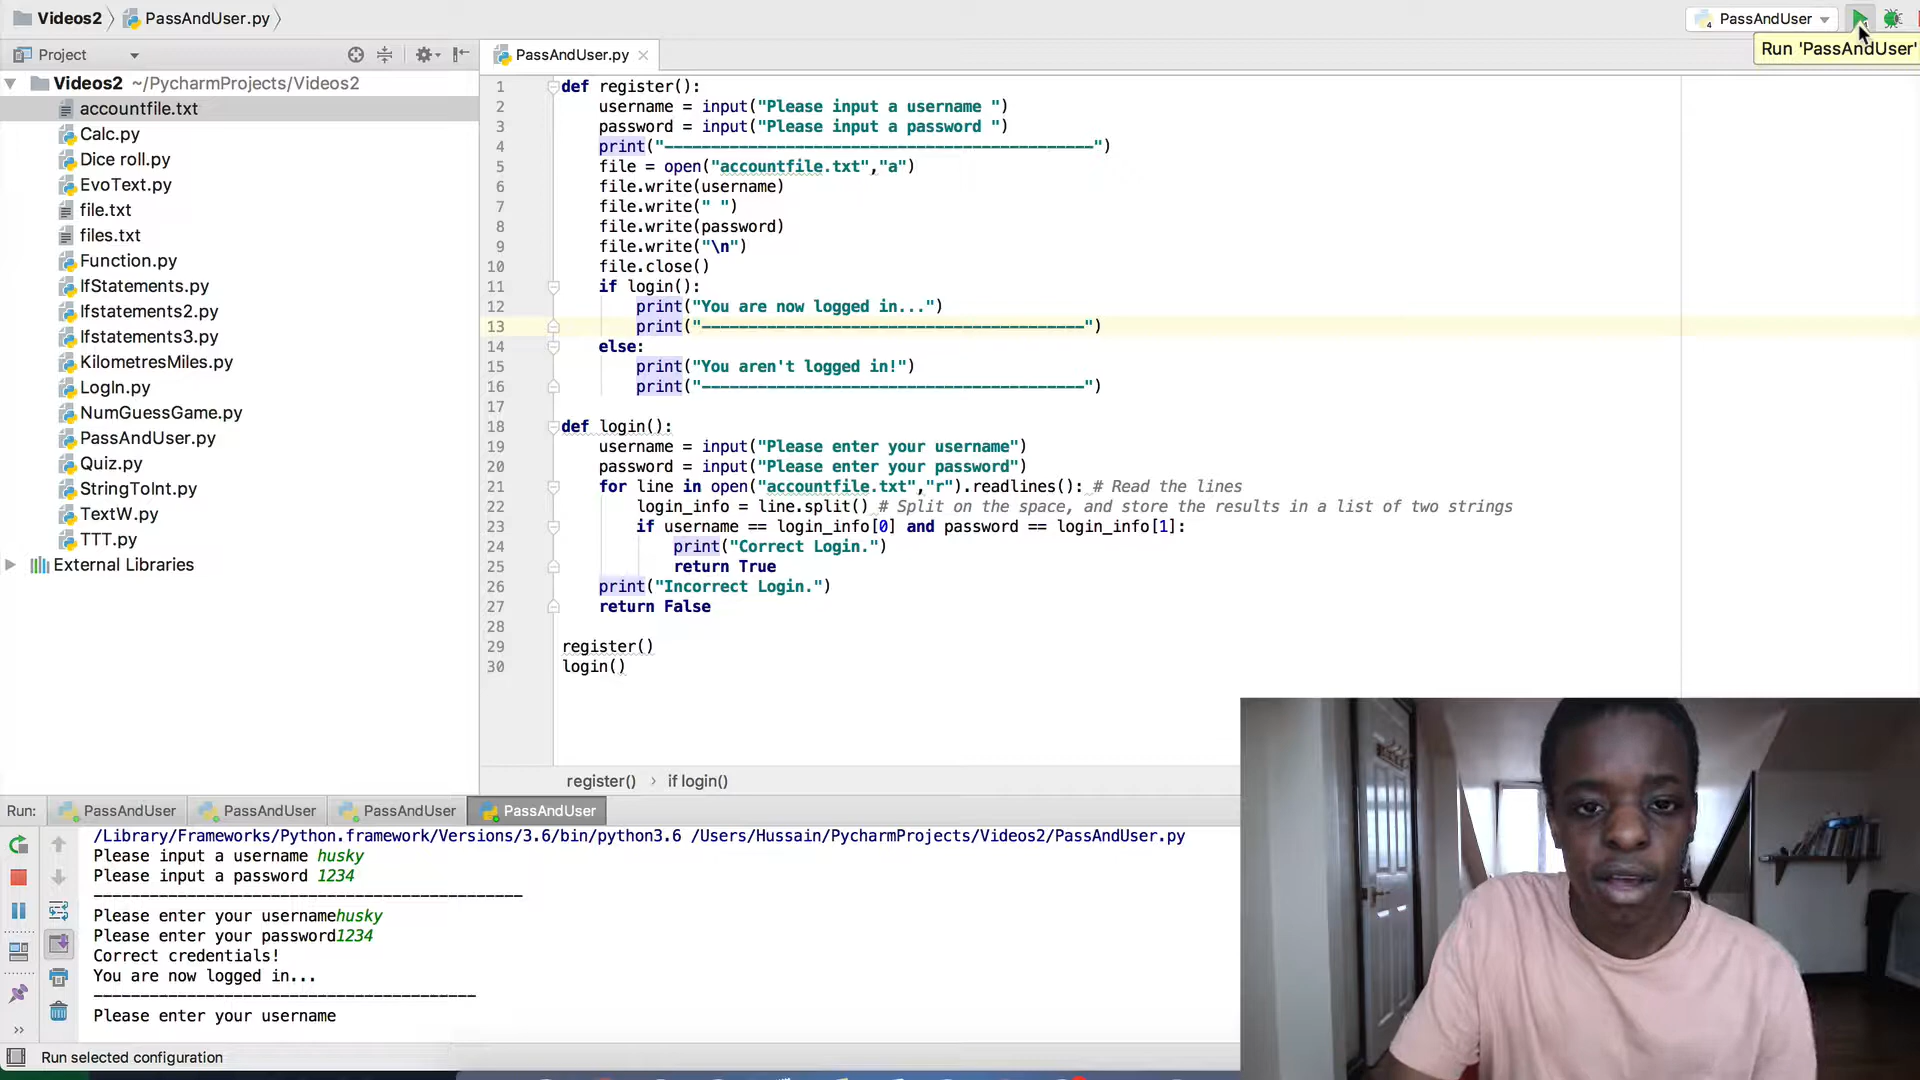 Videos2 PassAndUser.py
PassAndUser
Run 'PassAndUser'
Project
PassAndUser.py
Videos2 ~/PycharmProjects/Videos2
accountfile.txt
Calc.py
Dice roll.py
EvoText.py
file.txt
files.txt
Function.py
IfStatements.py
Ifstatements2.py
Ifstatements3.py
KilometresMiles.py
LogIn.py
NumGuessGame.py
PassAndUser.py
Quiz.py
StringToInt.py
TextW.py
TTT.py
External Libraries
1 def register():
2 username = input("Please input a username ")
3 password = input("Please input a password ")
4 print("----------------------------------------------")
5 file = open("accountfile.txt","a")
6 file.write(username)
7 file.write(" ")
8 file.write(password)
9 file.write("\n")
10 file.close()
11 if login():
12 print("You are now logged in...")
13 print("-----------------------------------------")
14 else:
15 print("You aren't logged in!")
16 print("-----------------------------------------")
17
18 def login():
19 username = input("Please enter your username")
20 password = input("Please enter your password")
21 for line in open("accountfile.txt","r").readlines(): # Read the lines
22 login_info = line.split() # Split on the space, and store the results in a list of two strings
23 if username == login_info[0] and password == login_info[1]:
24 print("Correct Login.")
25 return True
26 print("Incorrect Login.")
27 return False
28
29 register()
30 login()
register() › if login()
Run: PassAndUser PassAndUser PassAndUser PassAndUser
/Library/Frameworks/Python.framework/Versions/3.6/bin/python3.6 /Users/Hussain/PycharmProjects/Videos2/PassAndUser.py
Please input a username husky
Please input a password 1234
----------------------------------------------
Please enter your usernamehusky
Please enter your password1234
Correct credentials!
You are now logged in...
-----------------------------------------
Please enter your username
Run selected configuration